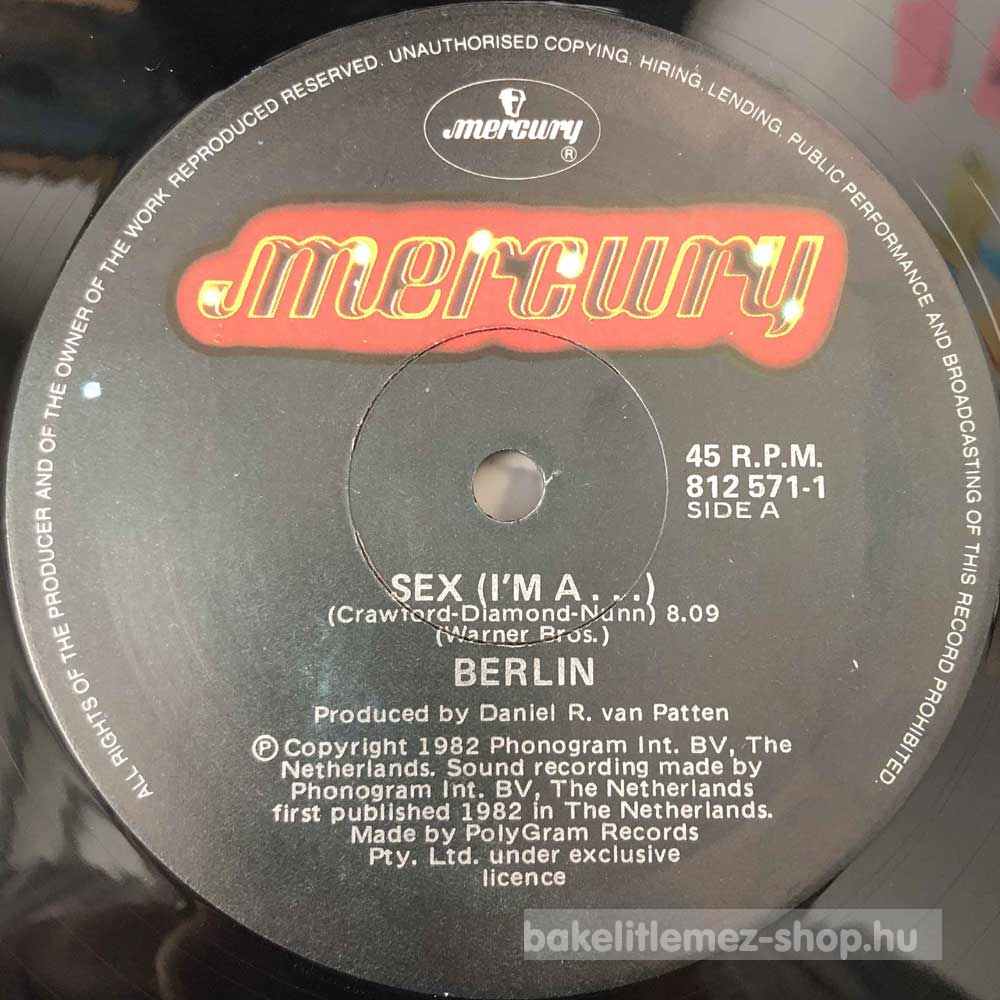 ALL RIGHTS OF THE PRODUCER AND OF THE OWNER OF THE WORK REPRODUCED RESERVED. UNAUTHORISED COPYING, HIRING, LENDING, PUBLIC PERFORMANCE AND BROADCASTING OF THIS RECORD PROHIBITED.
mercury
®
mercury
45 R.P.M.
812 571-1
SIDE A
SEX (I'M A . . .)
(Crawford-Diamond-Nunn) 8.09
(Warner Bros.)
BERLIN
Produced by Daniel R. van Patten
Ⓟ Copyright 1982 Phonogram Int. BV, The
Netherlands. Sound recording made by
Phonogram Int. BV, The Netherlands
first published 1982 in The Netherlands.
Made by PolyGram Records
Pty. Ltd. under exclusive
licence
bakelitlemez-shop.hu